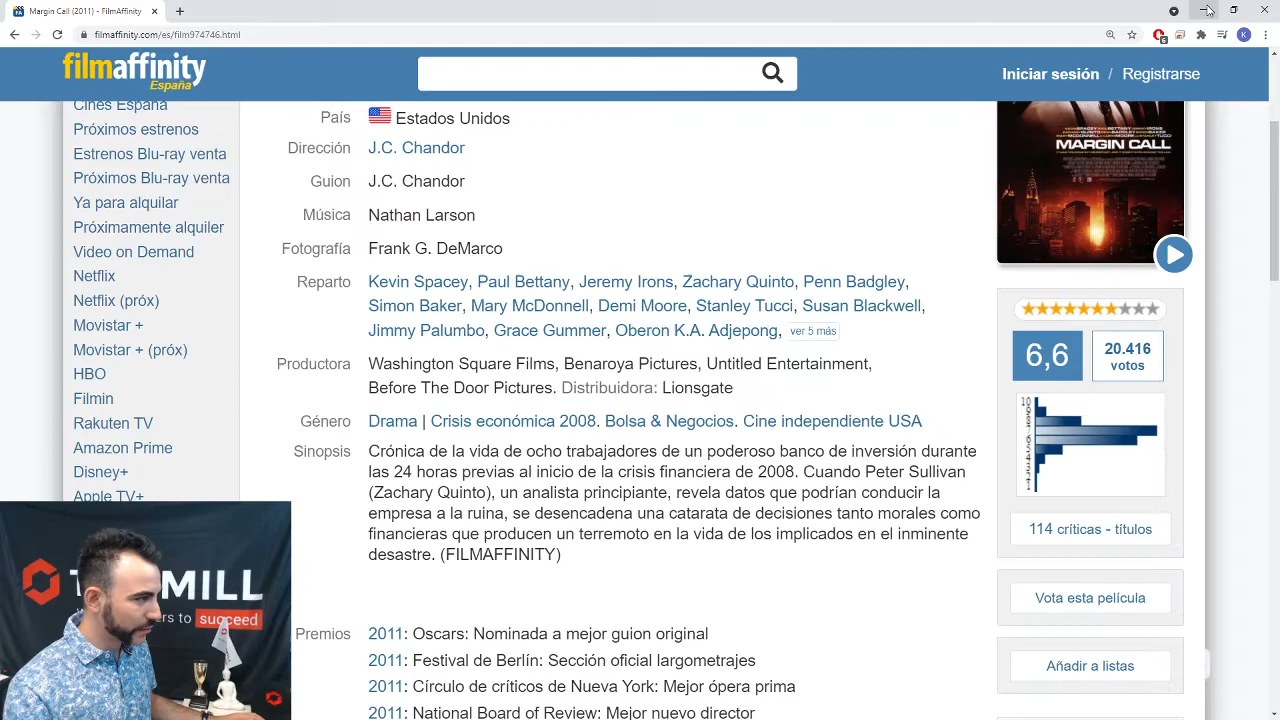 Margin Call (2011) - Filmaffinity
filmaffinity.com/es/film974746.html
K
filmaffinity
España
Iniciar sesión / Registrarse
Cines España
Próximos estrenos
Estrenos Blu-ray venta
Próximos Blu-ray venta
Ya para alquilar
Próximamente alquiler
Video on Demand
Netflix
Netflix (próx)
Movistar +
Movistar + (próx)
HBO
Filmin
Rakuten TV
Amazon Prime
Disney+
Apple TV+
País Estados Unidos
Dirección J.C. Chandor
Guion J.C. Chandor
Música Nathan Larson
Fotografía Frank G. DeMarco
Reparto Kevin Spacey, Paul Bettany, Jeremy Irons, Zachary Quinto, Penn Badgley,
Simon Baker, Mary McDonnell, Demi Moore, Stanley Tucci, Susan Blackwell,
Jimmy Palumbo, Grace Gummer, Oberon K.A. Adjepong, ver 5 más
Productora Washington Square Films, Benaroya Pictures, Untitled Entertainment,
Before The Door Pictures. Distribuidora: Lionsgate
Género Drama | Crisis económica 2008. Bolsa & Negocios. Cine independiente USA
Sinopsis Crónica de la vida de ocho trabajadores de un poderoso banco de inversión durante
las 24 horas previas al inicio de la crisis financiera de 2008. Cuando Peter Sullivan
(Zachary Quinto), un analista principiante, revela datos que podrían conducir la
empresa a la ruina, se desencadena una catarata de decisiones tanto morales como
financieras que producen un terremoto en la vida de los implicados en el inminente
desastre. (FILMAFFINITY)
Premios 2011: Oscars: Nominada a mejor guion original
2011: Festival de Berlín: Sección oficial largometrajes
2011: Círculo de críticos de Nueva York: Mejor ópera prima
2011: National Board of Review: Mejor nuevo director
MARGIN CALL
6,6
20.416
votos
114 críticas - títulos
Vota esta película
Añadir a listas
MILL
rs to succeed